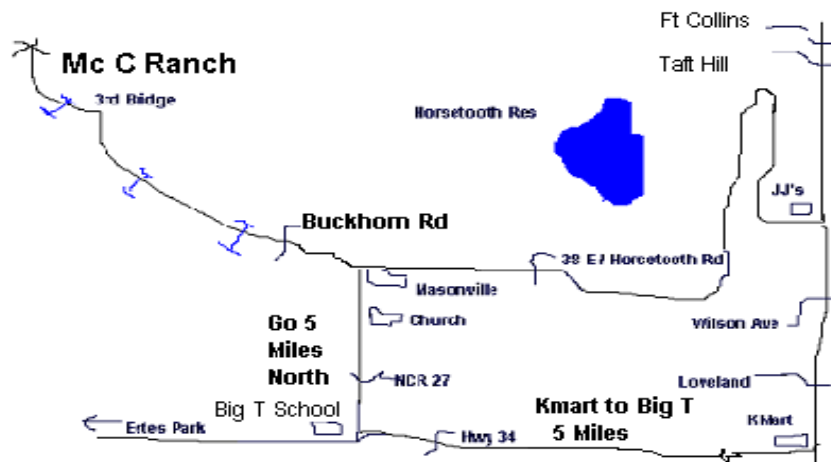 Ft Collins
Taft Hill
Mc C Ranch
3rd Bridge
Horsetooth Res
JJ's
Buckhorn Rd
38 E/ Horcetooth Rd
Masonville
Go 5
Miles
North
Church
Wilson Ave
NCR 27
Loveland
Big T School
Kmart to Big T
5 Miles
KMart
Estes Park
Hwy 34